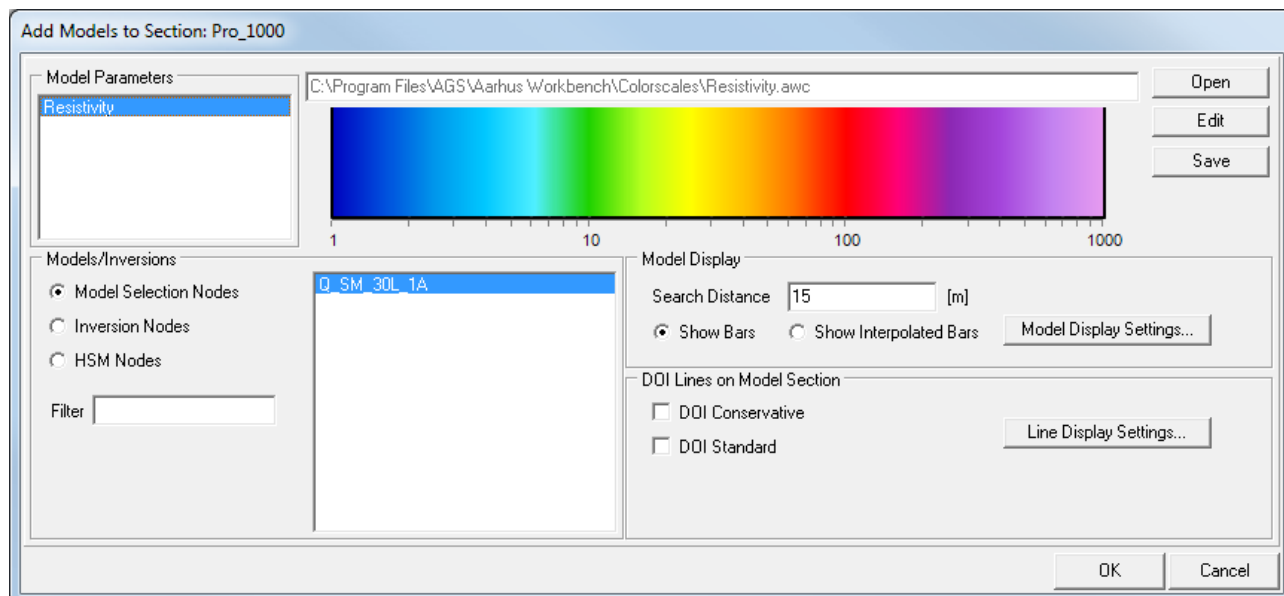 Add Models to Section: Pro_1000
Model Parameters
Resistivity
C:\Program Files\AGS\Aarhus Workbench\Colorscales\Resistivity.awc
Open
Edit
Save
1 10 100 1000
Models/Inversions
Model Selection Nodes
Inversion Nodes
HSM Nodes
Filter
Q_SM_30L_1A
Model Display
Search Distance 15 [m]
Show Bars Show Interpolated Bars Model Display Settings...
DOI Lines on Model Section
DOI Conservative
DOI Standard
Line Display Settings...
OK Cancel